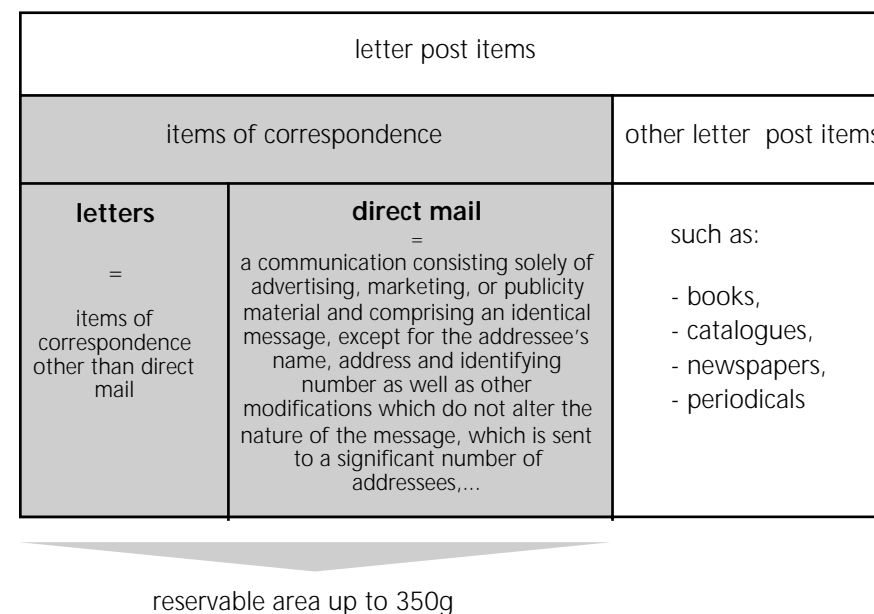 letter post items
items of correspondence
other letter post items
letters
=
items of
correspondence
other than direct
mail
direct mail
=
a communication consisting solely of
advertising, marketing, or publicity
material and comprising an identical
message, except for the addressee's
name, address and identifying
number as well as other
modifications which do not alter the
nature of the message, which is sent
to a significant number of
addressees,...
such as:
- books,
- catalogues,
- newspapers,
- periodicals
reservable area up to 350g